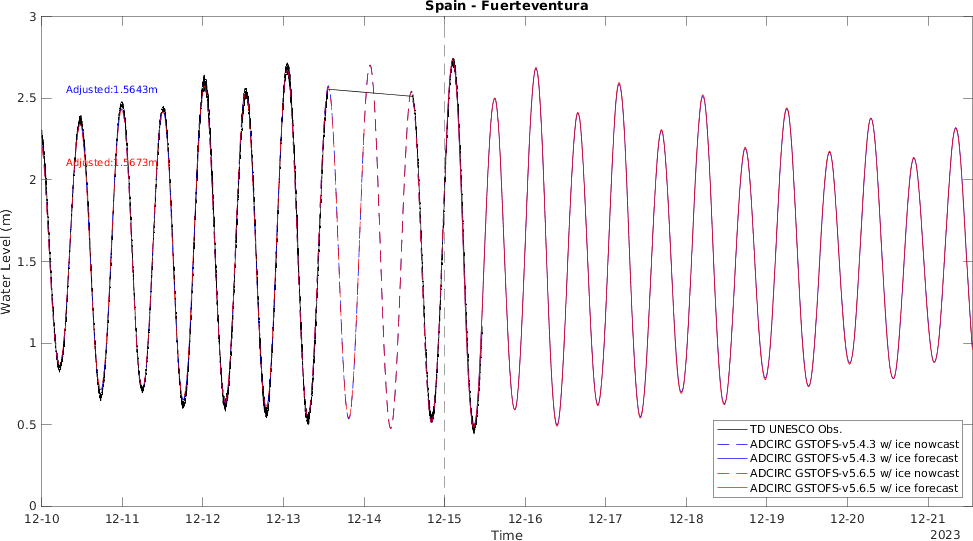 Spain - Fuerteventura
3
2.5
2
1.5
1
0.5
0
Water Level (m)
Adjusted:1.5643m
Adjusted:1.5673m
TD UNESCO Obs.
ADCIRC GSTOFS-v5.4.3 w/ ice nowcast
ADCIRC GSTOFS-v5.4.3 w/ ice forecast
ADCIRC GSTOFS-v5.6.5 w/ ice nowcast
ADCIRC GSTOFS-v5.6.5 w/ ice forecast
12-10 12-11 12-12 12-13 12-14 12-15 12-16 12-17 12-18 12-19 12-20 12-21
Time
2023